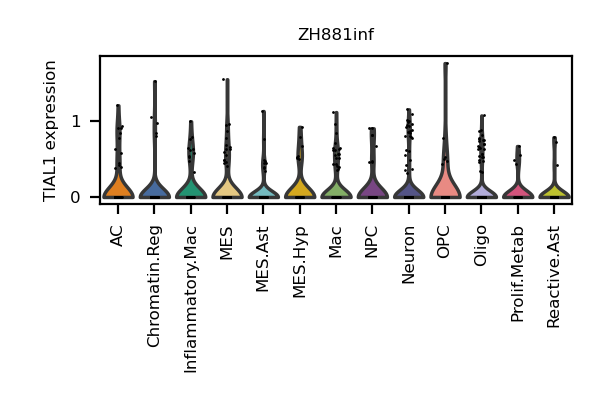 ZH881inf
TIAL1 expression
1
0
AC
Chromatin.Reg
Inflammatory.Mac
MES
MES.Ast
MES.Hyp
Mac
NPC
Neuron
OPC
Oligo
Prolif.Metab
Reactive.Ast